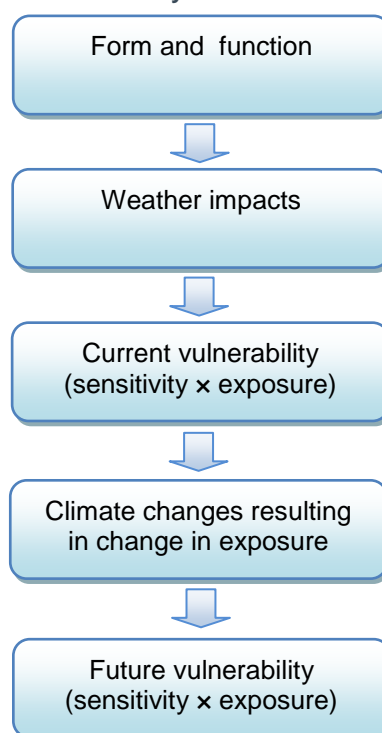 Form and function
Weather impacts
Current vulnerability
(sensitivity × exposure)
Climate changes resulting
in change in exposure
Future vulnerability
(sensitivity × exposure)